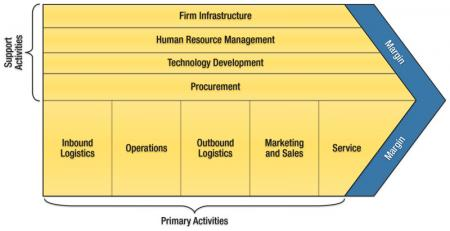 Support
Activities
Firm Infrastructure
Human Resource Management
Technology Development
Procurement
Inbound
Logistics
Operations
Outbound
Logistics
Marketing
and Sales
Service
Margin
Margin
Primary Activities